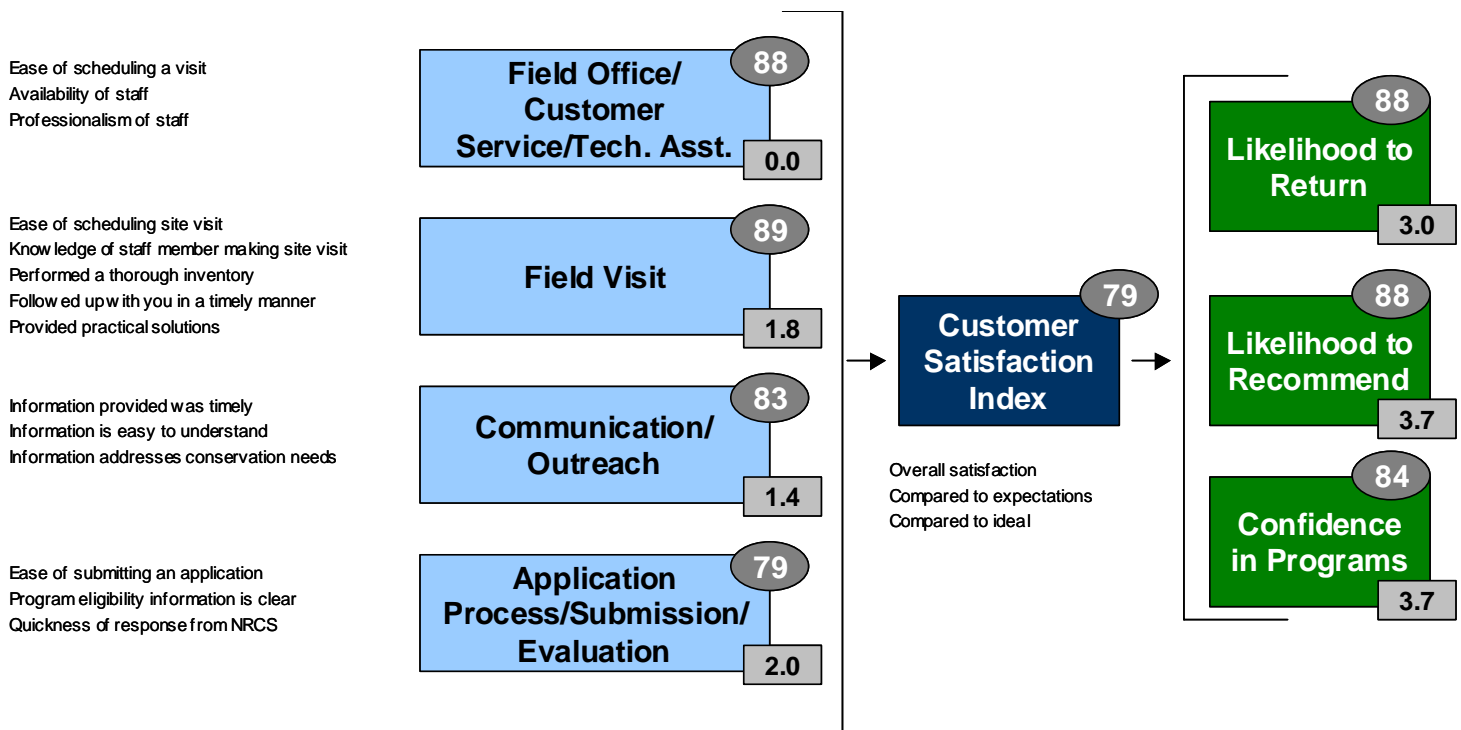 Ease of scheduling a visit
Availability of staff
Professionalism of staff
Field Office/
Customer
Service/Tech. Asst.
88
0.0
Ease of scheduling site visit
Knowledge of staff member making site visit
Performed a thorough inventory
Followed up with you in a timely manner
Provided practical solutions
Field Visit
89
1.8
Information provided was timely
Information is easy to understand
Information addresses conservation needs
Communication/
Outreach
83
1.4
Ease of submitting an application
Program eligibility information is clear
Quickness of response from NRCS
Application
Process/Submission/
Evaluation
79
2.0
Customer
Satisfaction
Index
79
Overall satisfaction
Compared to expectations
Compared to ideal
Likelihood to
Return
88
3.0
Likelihood to
Recommend
88
3.7
Confidence
in Programs
84
3.7